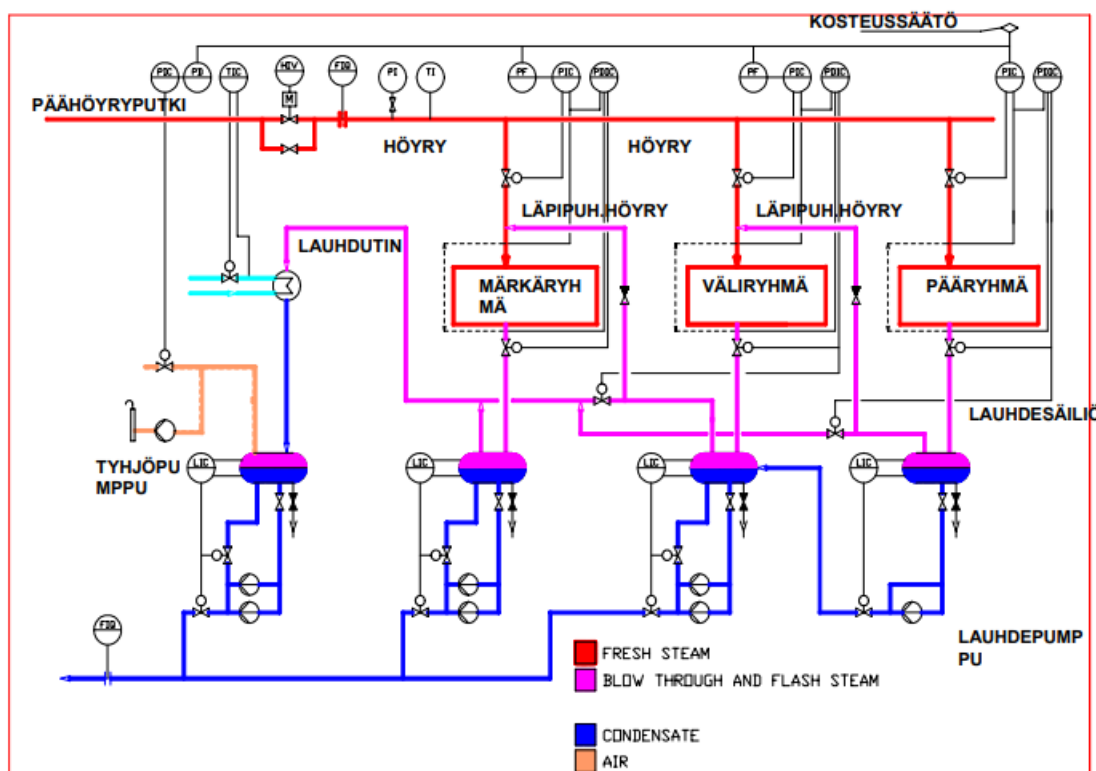 KOSTEUSSÄÄTÖ
PIC
PD
TIC
HIV
FIQ
PI
TI
PF
PIC
PDIC
PF
PIC
PDIC
PIC
PDIC
M
PÄÄHÖYRYPUTKI
HÖYRY
HÖYRY
LÄPIPUH.HÖYRY
LÄPIPUH.HÖYRY
LAUHDUTIN
MÄRKÄRYH
MÄ
VÄLIRYHMÄ
PÄÄRYHMÄ
LAUHDESÄILIÖ
TYHJÖPU
MPPU
LIC
LIC
LIC
LIC
FIQ
LAUHDEPUMP
PU
FRESH STEAM
BLOW THROUGH AND FLASH STEAM
CONDENSATE
AIR